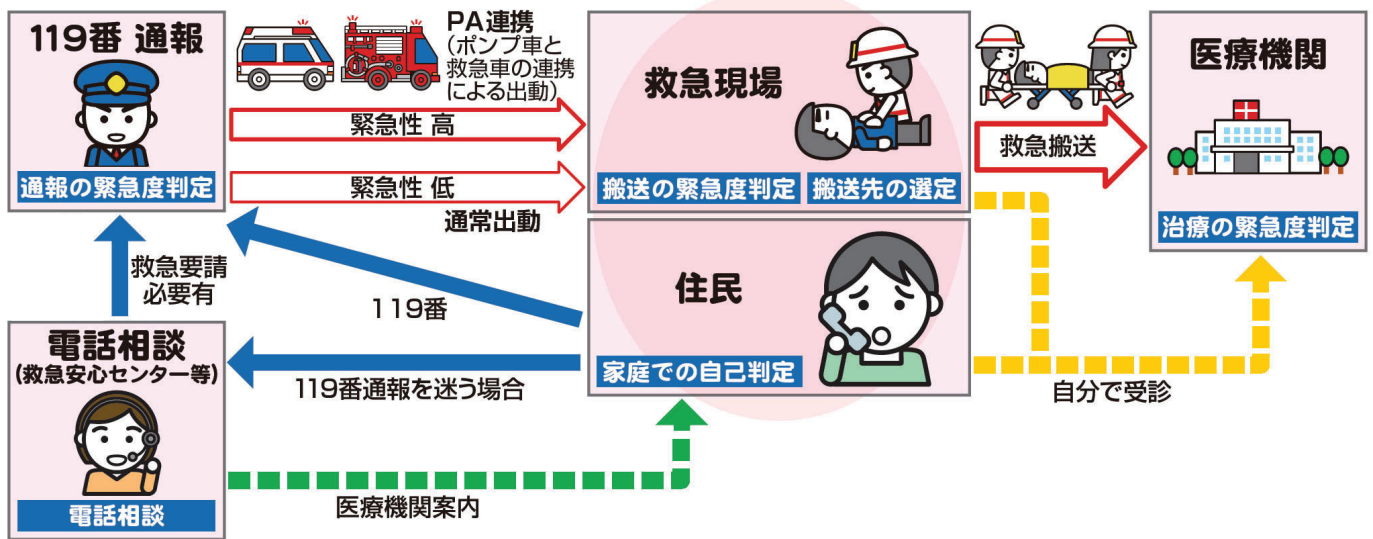 119番 通報
通報の緊急度判定
PA連携
(ポンプ車と
救急車の連携
による出動)
緊急性 高
緊急性 低
通常出動
救急現場
搬送の緊急度判定
搬送先の選定
救急搬送
医療機関
治療の緊急度判定
救急要請
必要有
119番
住民
家庭での自己判定
電話相談
(救急安心センター等)
電話相談
119番通報を迷う場合
自分で受診
医療機関案内